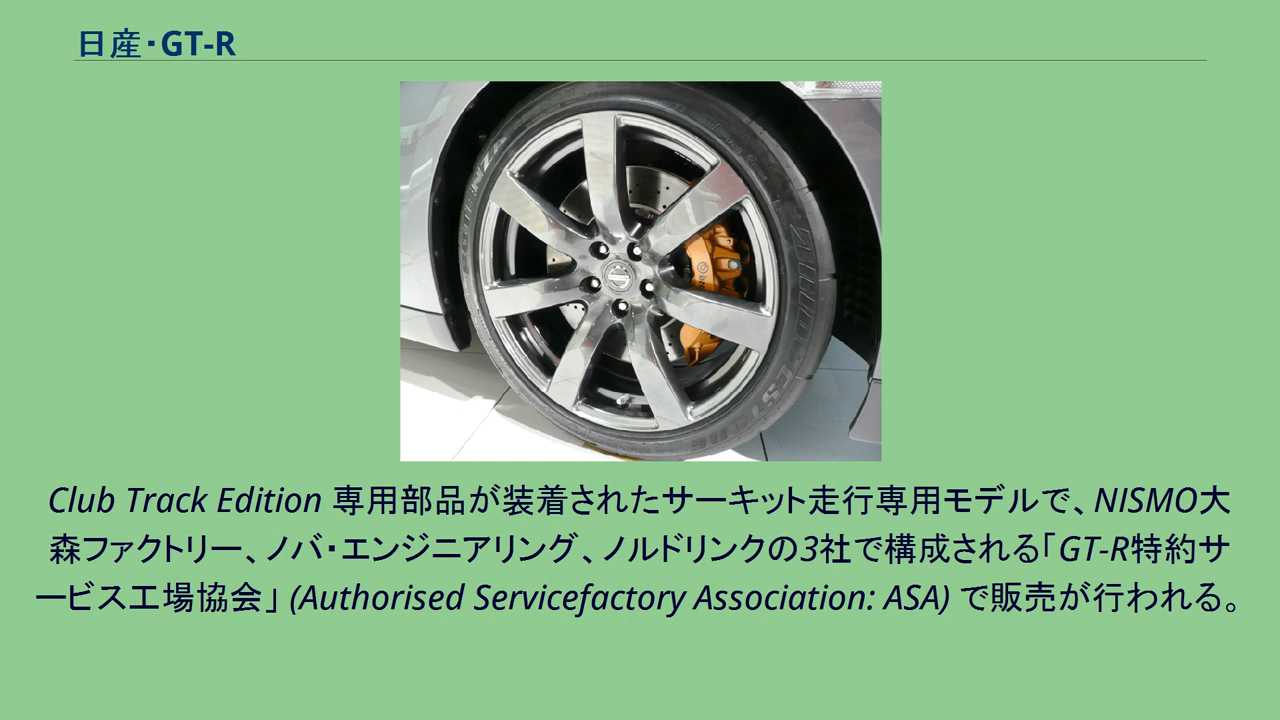 日産・GT-R
BRIDGESTONE
Club Track Edition 専用部品が装着されたサーキット走行専用モデルで、NISMO大
森ファクトリー、ノバ・エンジニアリング、ノルドリンクの3社で構成される「GT-R特約サ
ービス工場協会」 (Authorised Servicefactory Association: ASA) で販売が行われる。